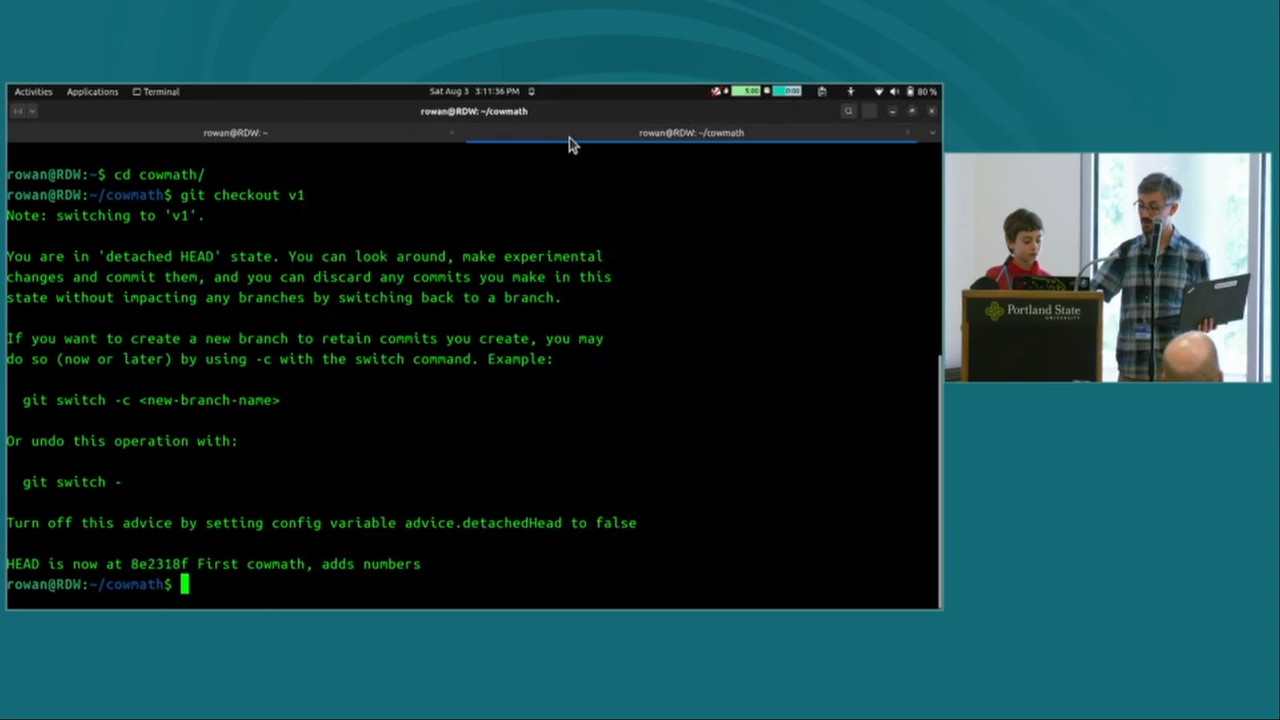 Activities Applications Terminal Sat Aug 3 3:11:36 PM 5:00 0:00 80 %
rowan@RDW: ~/cowmath
rowan@RDW: ~ rowan@RDW: ~/cowmath
rowan@RDW:~$ cd cowmath/
rowan@RDW:~/cowmath$ git checkout v1
Note: switching to 'v1'.
You are in 'detached HEAD' state. You can look around, make experimental
changes and commit them, and you can discard any commits you make in this
state without impacting any branches by switching back to a branch.
If you want to create a new branch to retain commits you create, you may
do so (now or later) by using -c with the switch command. Example:
git switch -c <new-branch-name>
Or undo this operation with:
git switch -
Turn off this advice by setting config variable advice.detachedHead to false
HEAD is now at 8e2318f First cowmath, adds numbers
rowan@RDW:~/cowmath$
Portland State
UNIVERSITY